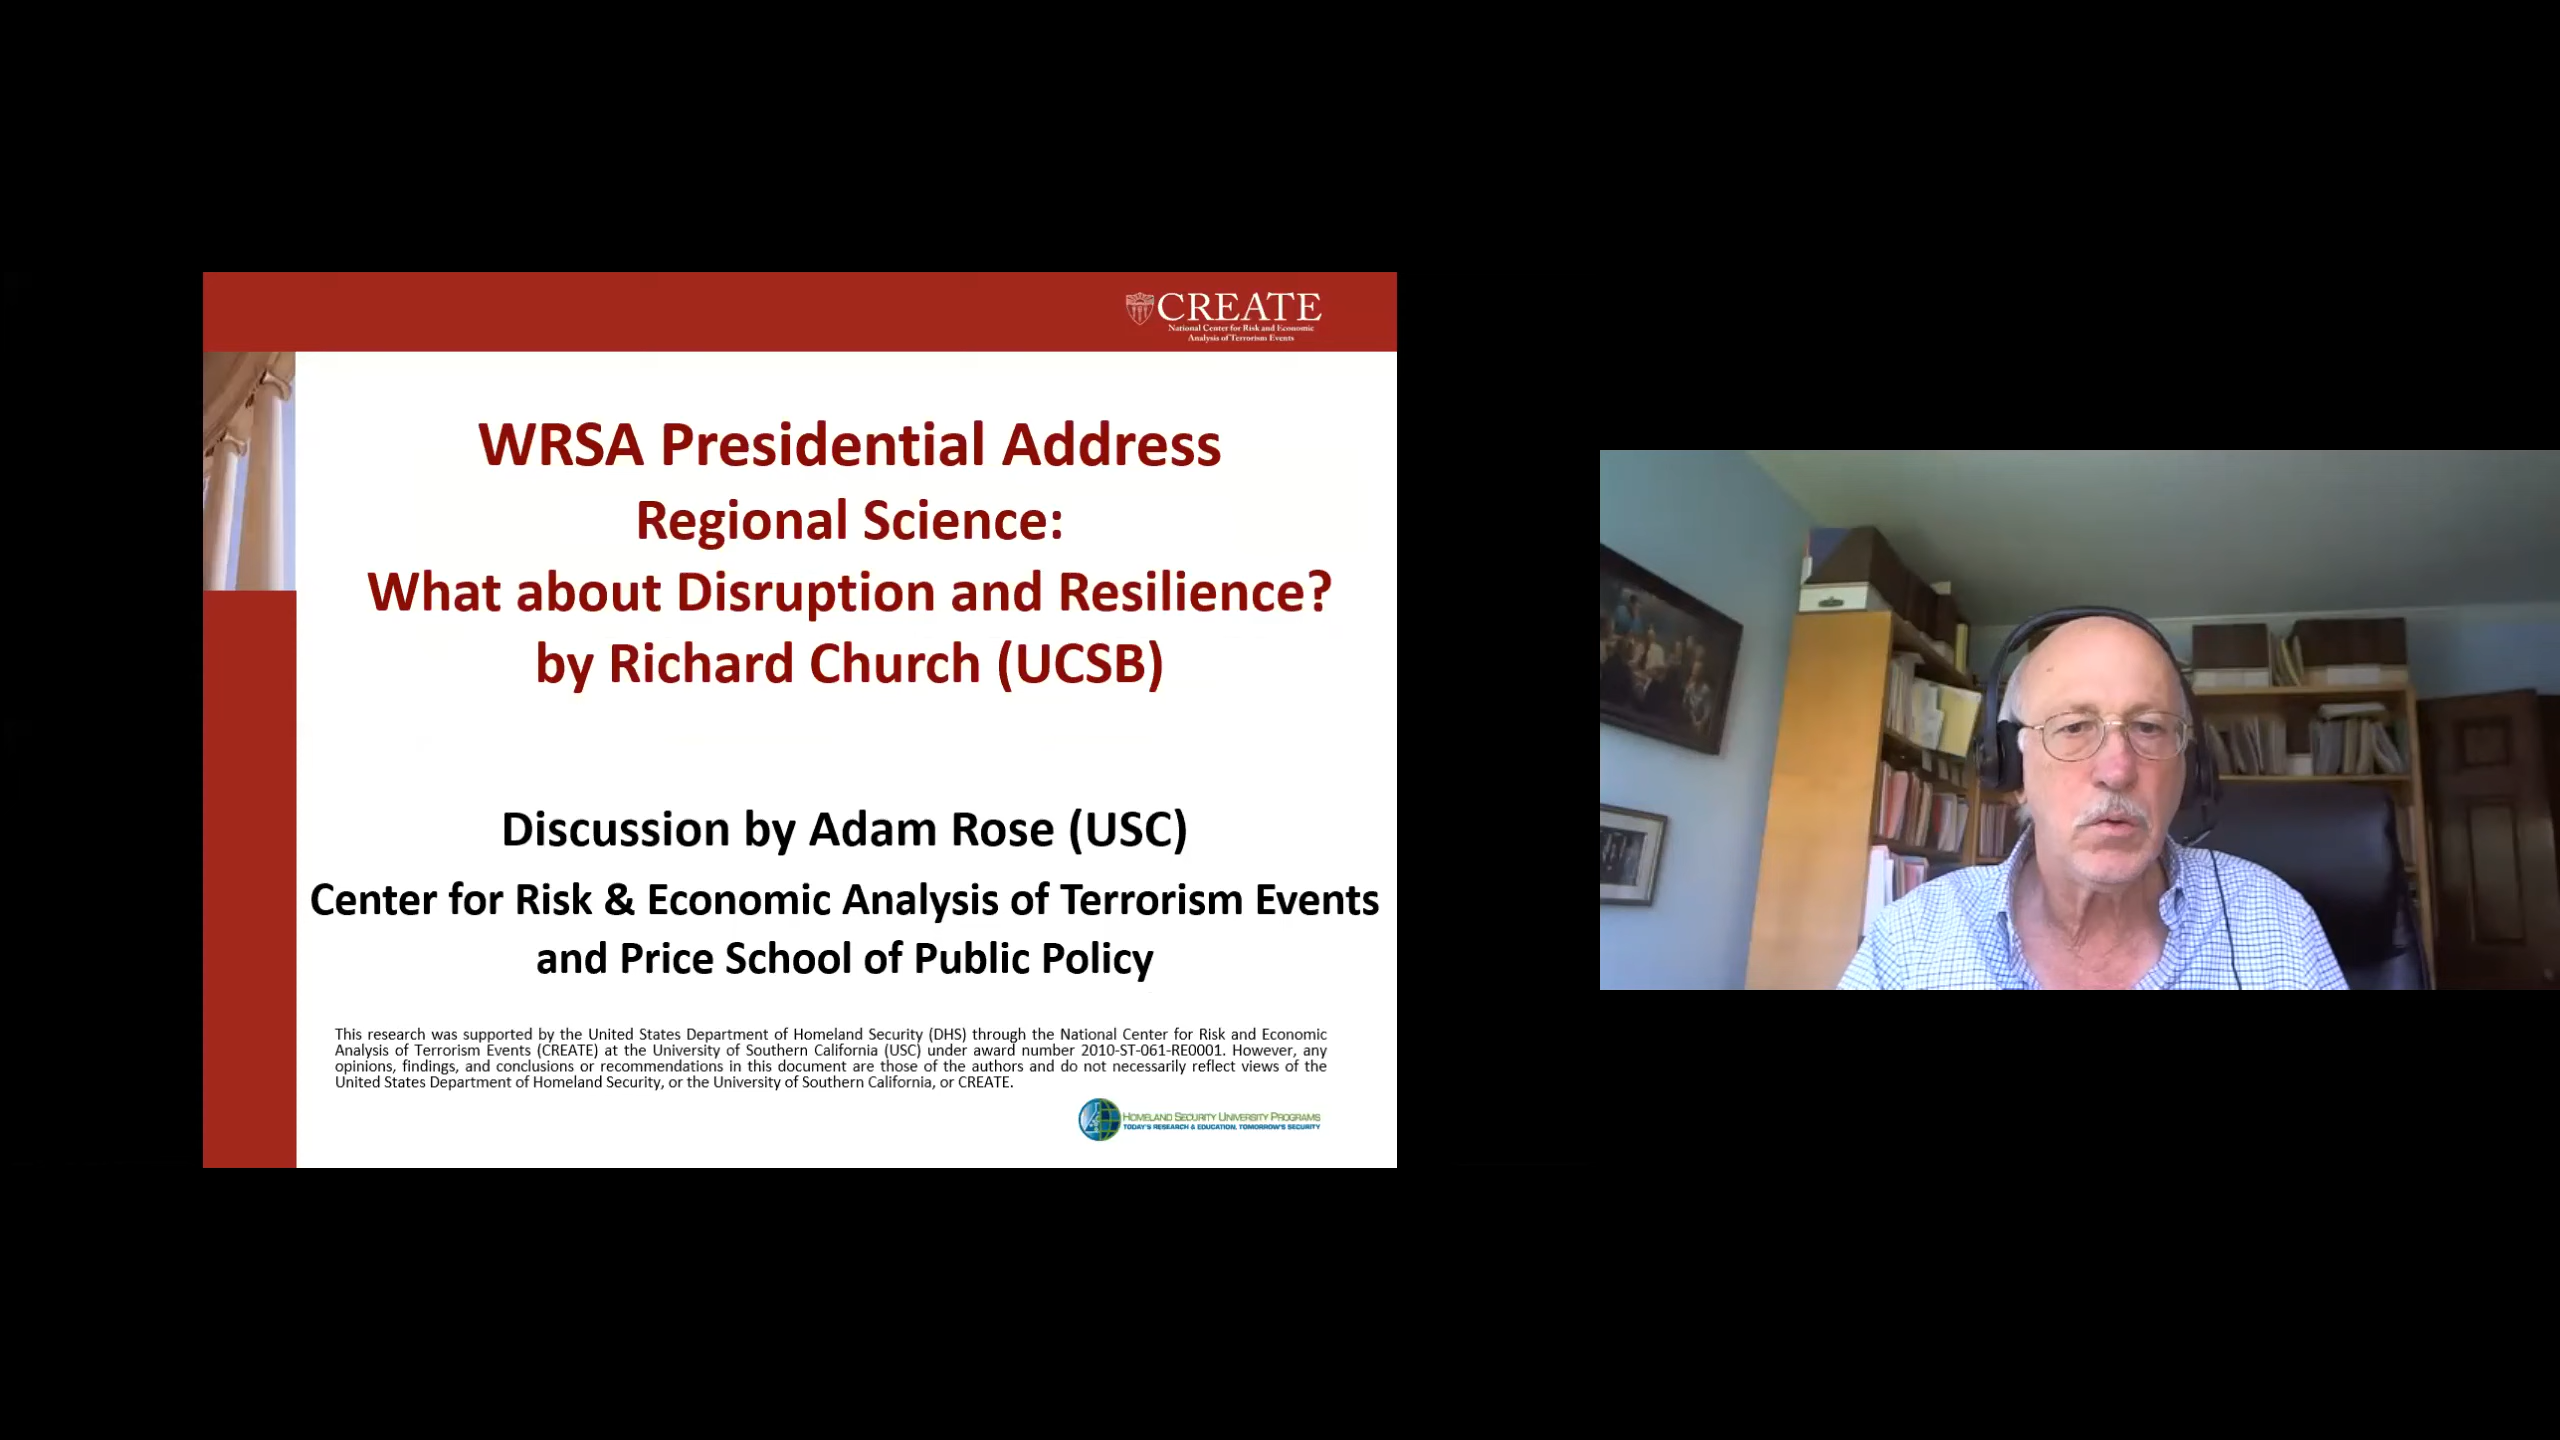 CREATE
National Center for Risk and Economic
Analysis of Terrorism Events
WRSA Presidential Address
Regional Science:
What about Disruption and Resilience?
by Richard Church (UCSB)
Discussion by Adam Rose (USC)
Center for Risk & Economic Analysis of Terrorism Events
and Price School of Public Policy
This research was supported by the United States Department of Homeland Security (DHS) through the National Center for Risk and Economic
Analysis of Terrorism Events (CREATE) at the University of Southern California (USC) under award number 2010-ST-061-RE0001. However, any
opinions, findings, and conclusions or recommendations in this document are those of the authors and do not necessarily reflect views of the
United States Department of Homeland Security, or the University of Southern California, or CREATE.
HOMELAND SECURITY UNIVERSITY PROGRAMS
TODAY'S RESEARCH & EDUCATION, TOMORROW'S SECURITY